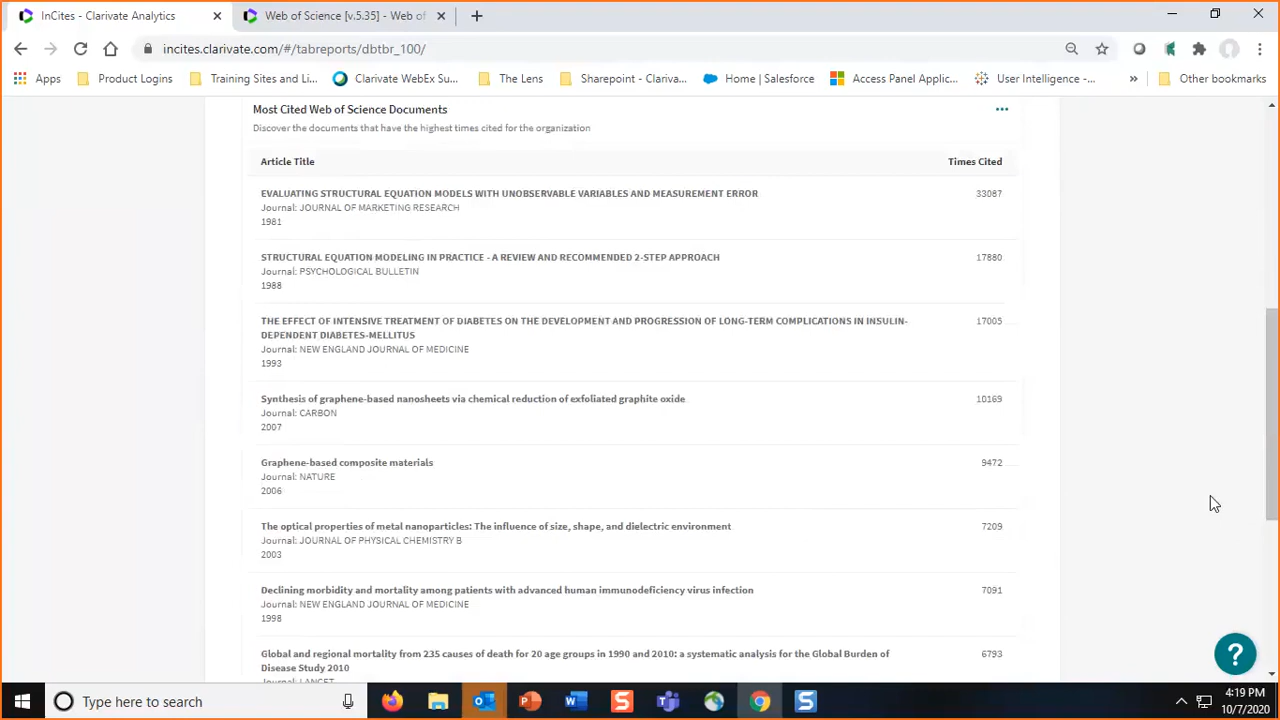 InCites - Clarivate Analytics
Web of Science [v.5.35] - Web of
incites.clarivate.com/#/tabreports/dbtbr_100/
Apps
Product Logins
Training Sites and Li...
Clarivate WebEx Su...
The Lens
Sharepoint - Clariva...
Home | Salesforce
Access Panel Applic...
User Intelligence -...
»
Other bookmarks
Most Cited Web of Science Documents
Discover the documents that have the highest times cited for the organization
Article Title Times Cited
EVALUATING STRUCTURAL EQUATION MODELS WITH UNOBSERVABLE VARIABLES AND MEASUREMENT ERROR 33087
Journal: JOURNAL OF MARKETING RESEARCH
1981
STRUCTURAL EQUATION MODELING IN PRACTICE - A REVIEW AND RECOMMENDED 2-STEP APPROACH 17880
Journal: PSYCHOLOGICAL BULLETIN
1988
THE EFFECT OF INTENSIVE TREATMENT OF DIABETES ON THE DEVELOPMENT AND PROGRESSION OF LONG-TERM COMPLICATIONS IN INSULIN- 17005
DEPENDENT DIABETES-MELLITUS
Journal: NEW ENGLAND JOURNAL OF MEDICINE
1993
Synthesis of graphene-based nanosheets via chemical reduction of exfoliated graphite oxide 10169
Journal: CARBON
2007
Graphene-based composite materials 9472
Journal: NATURE
2006
The optical properties of metal nanoparticles: The influence of size, shape, and dielectric environment 7209
Journal: JOURNAL OF PHYSICAL CHEMISTRY B
2003
Declining morbidity and mortality among patients with advanced human immunodeficiency virus infection 7091
Journal: NEW ENGLAND JOURNAL OF MEDICINE
1998
Global and regional mortality from 235 causes of death for 20 age groups in 1990 and 2010: a systematic analysis for the Global Burden of 6793
Disease Study 2010
Journal: LANCET
?
Type here to search
4:19 PM
10/7/2020